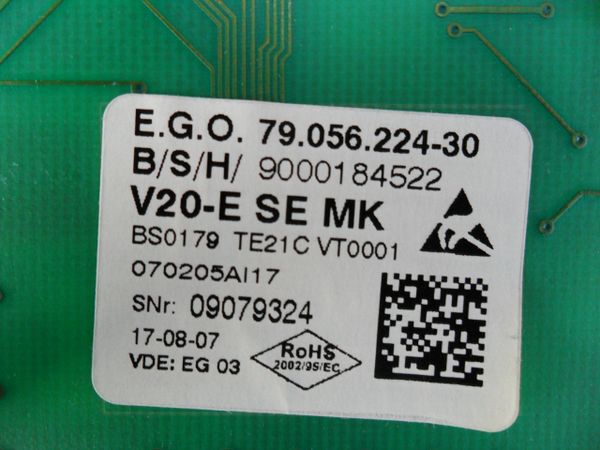 E.G.O. 79.056.224-30
B/S/H/ 9000184522
V20-E SE MK
BS0179 TE21C VT0001
070205AI17
SNr: 09079324
17-08-07
VDE: EG 03
RoHS
2002/95/EC